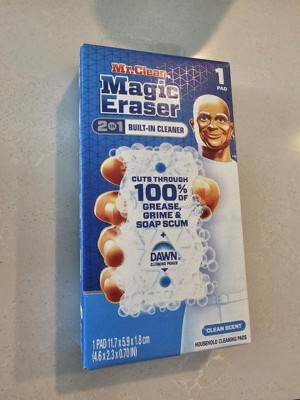 Mr. Clean
1
PAD
Magic
Eraser
2in1 BUILT-IN CLEANER
CUTS THROUGH
100% OF
GREASE,
GRIME &
SOAP SCUM
+
DAWN
CLEANING POWER
CLEAN SCENT
HOUSEHOLD CLEANING PADS
1 PAD 11.7 x 5.9 x 1.8 cm
(4.6 x 2.3 x 0.70 IN)